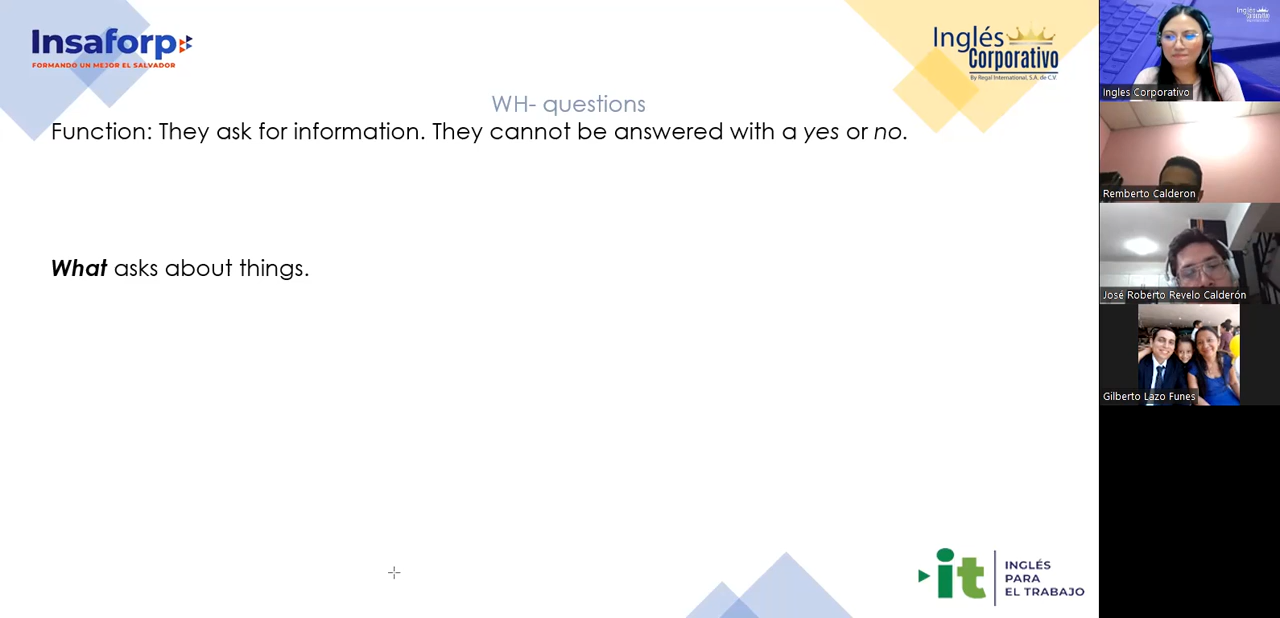 Insaforp
FORMANDO UN MEJOR EL SALVADOR
Inglés
Corporativo
By Regal International, S.A. de C.V.
WH- questions
Function: They ask for information. They cannot be answered with a yes or no.
What asks about things.
it
INGLÉS
PARA
EL TRABAJO
Ingles Corporativo
Remberto Calderon
José Roberto Revelo Calderón
Gilberto Lazo Funes